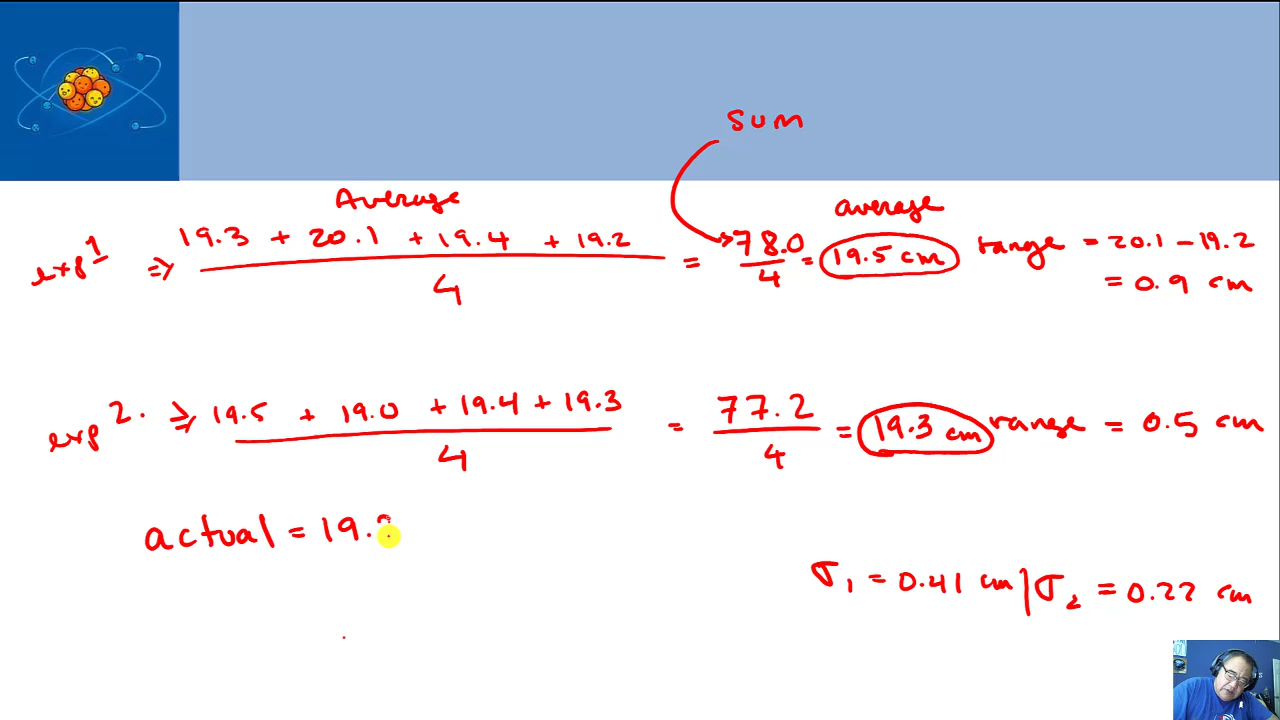 sum
Average
average
exp 1 ⇒ 19.3 + 20.1 + 19.4 + 19.2 / 4 = 78.0 / 4 = 19.5 cm range = 20.1 - 19.2
= 0.9 cm
exp 2. ⇒ 19.5 + 19.0 + 19.4 + 19.3 / 4 = 77.2 / 4 = 19.3 cm range = 0.5 cm
actual = 19.
σ1 = 0.41 cm | σ2 = 0.22 cm